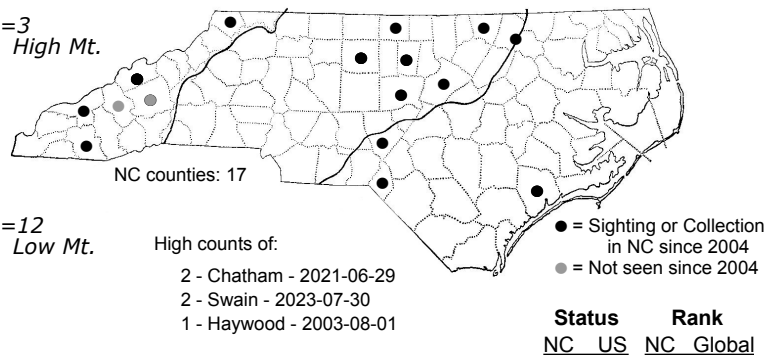 =3
High Mt.
NC counties: 17
=12
Low Mt.
High counts of:
2 - Chatham - 2021-06-29
2 - Swain - 2023-07-30
1 - Haywood - 2003-08-01
= Sighting or Collection
in NC since 2004
= Not seen since 2004
Status Rank
NC US NC Global